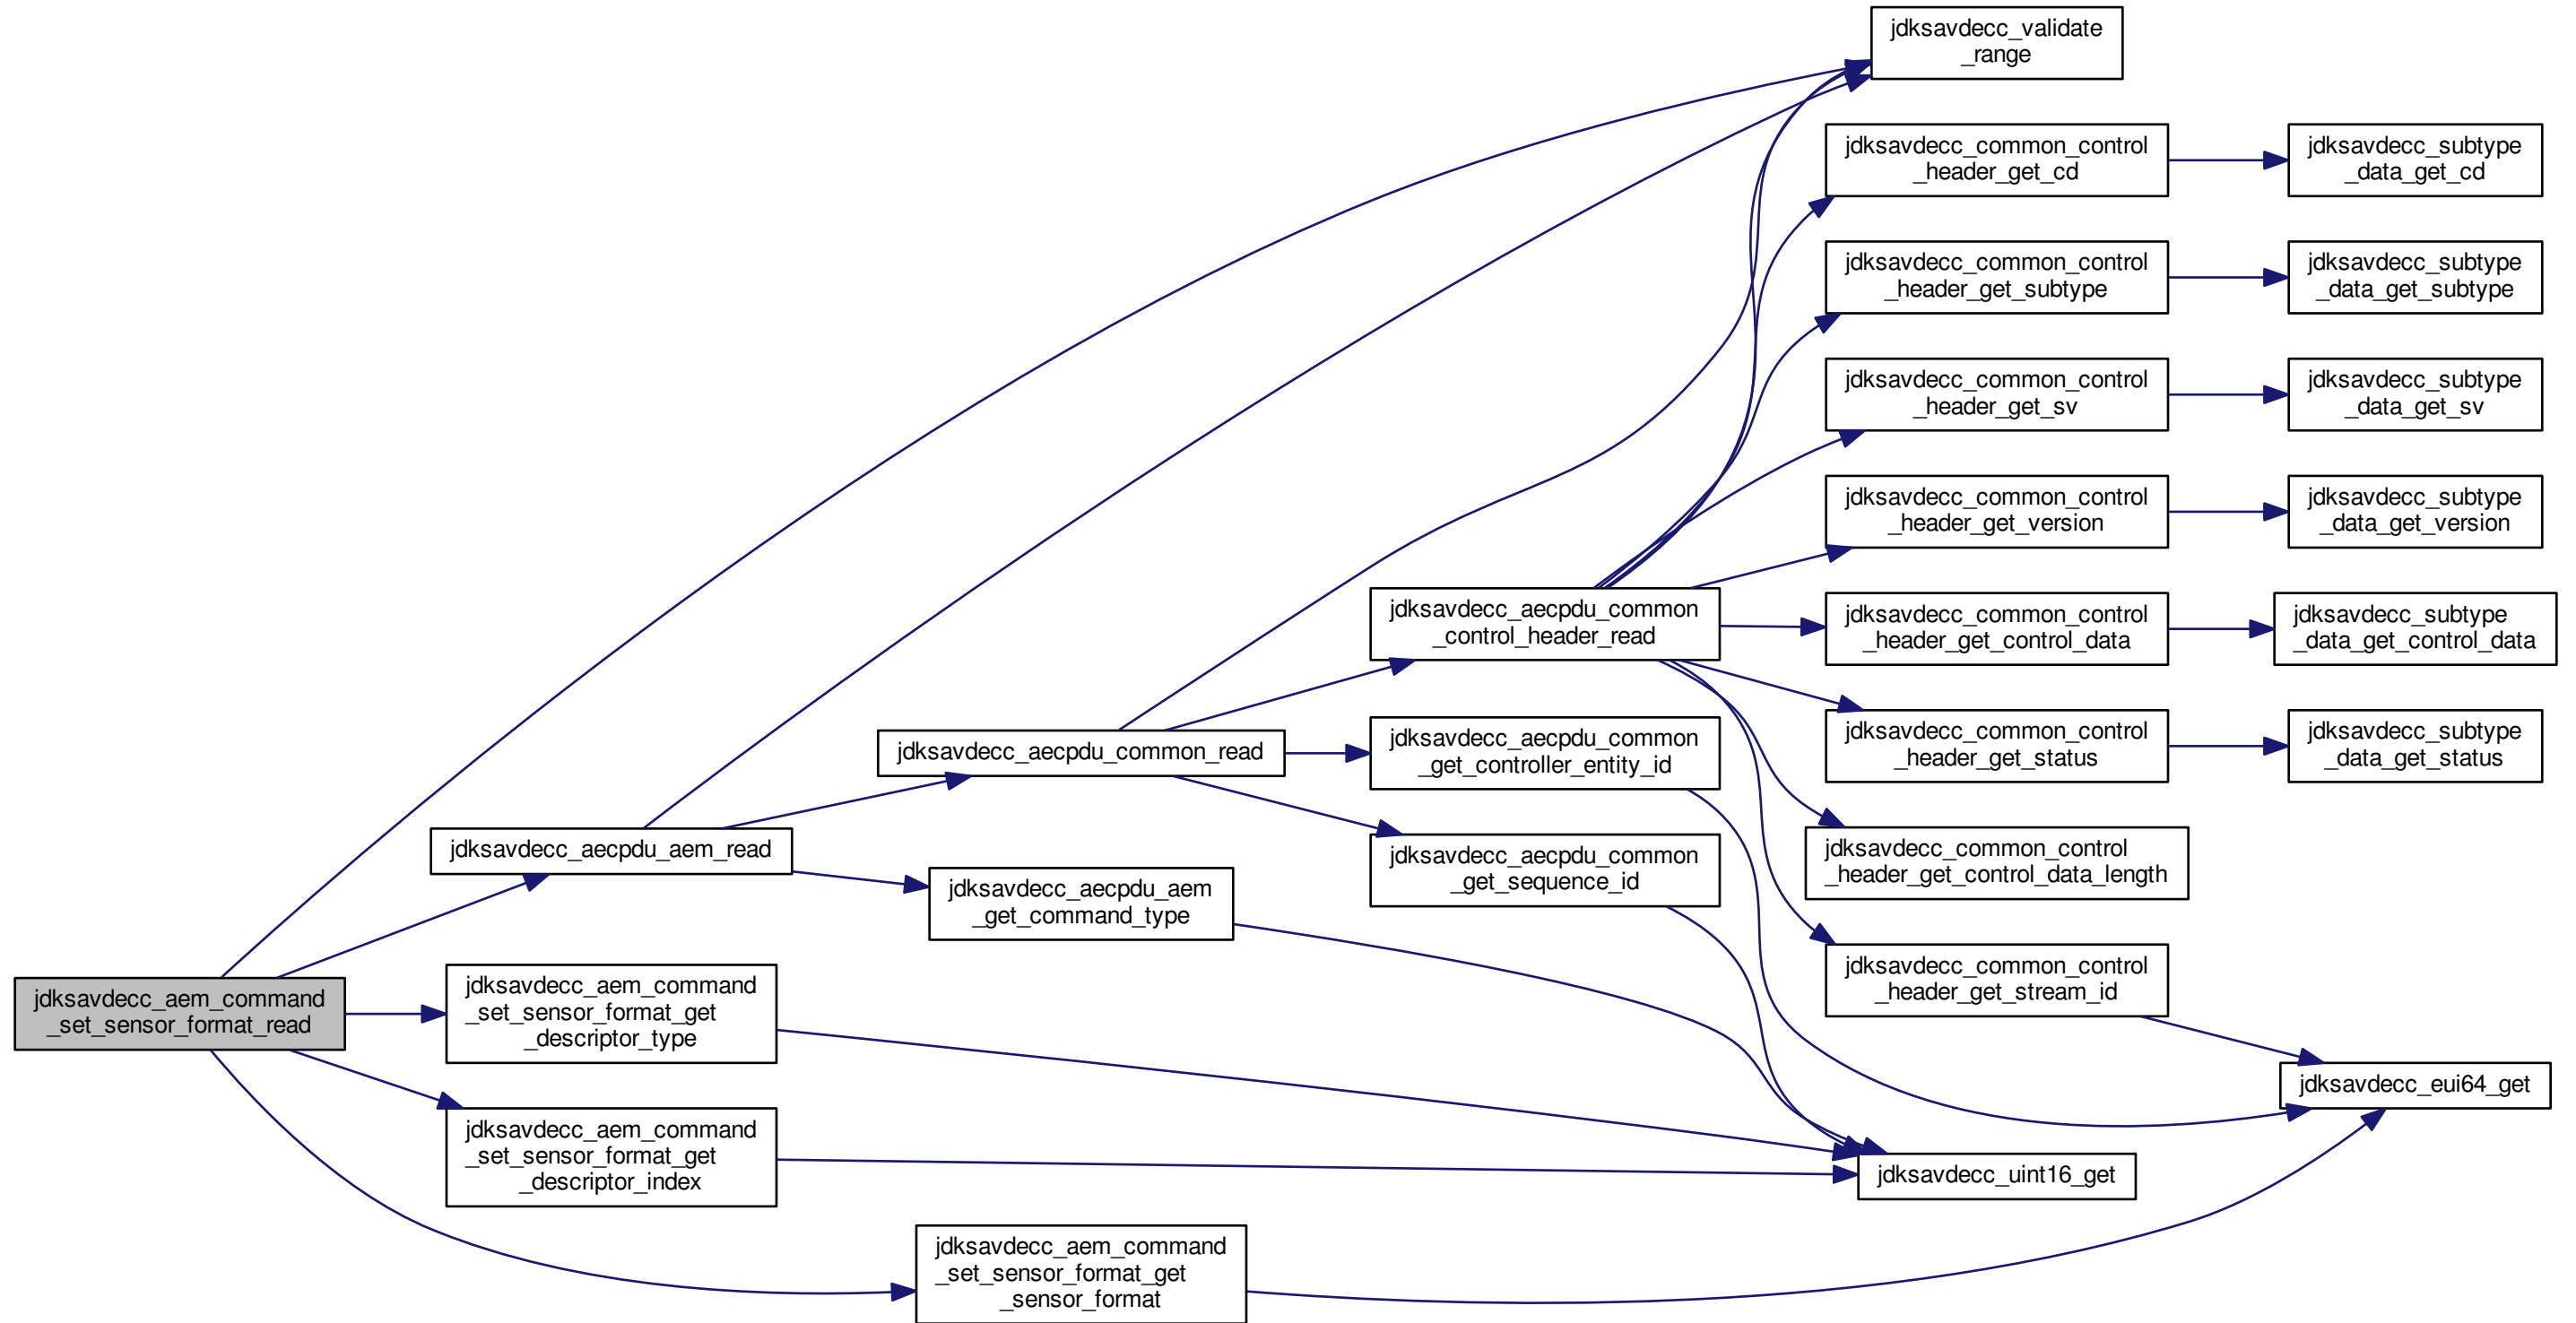 jdksavdecc_validate
_range
jdksavdecc_common_control
_header_get_cd
jdksavdecc_subtype
_data_get_cd
jdksavdecc_common_control
_header_get_subtype
jdksavdecc_subtype
_data_get_subtype
jdksavdecc_common_control
_header_get_sv
jdksavdecc_subtype
_data_get_sv
jdksavdecc_common_control
_header_get_version
jdksavdecc_subtype
_data_get_version
jdksavdecc_aecpdu_common
_control_header_read
jdksavdecc_common_control
_header_get_control_data
jdksavdecc_subtype
_data_get_control_data
jdksavdecc_aecpdu_common_read
jdksavdecc_aecpdu_common
_get_controller_entity_id
jdksavdecc_common_control
_header_get_status
jdksavdecc_subtype
_data_get_status
jdksavdecc_aecpdu_aem_read
jdksavdecc_aecpdu_common
_get_sequence_id
jdksavdecc_common_control
_header_get_control_data_length
jdksavdecc_aecpdu_aem
_get_command_type
jdksavdecc_common_control
_header_get_stream_id
jdksavdecc_aem_command
_set_sensor_format_read
jdksavdecc_aem_command
_set_sensor_format_get
_descriptor_type
jdksavdecc_eui64_get
jdksavdecc_aem_command
_set_sensor_format_get
_descriptor_index
jdksavdecc_uint16_get
jdksavdecc_aem_command
_set_sensor_format_get
_sensor_format